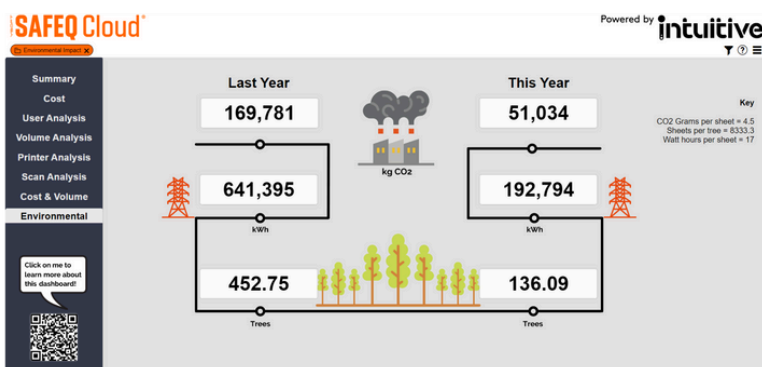 SAFEQ Cloud®
Powered by intuitive
Environmental Impact
Summary
Cost
User Analysis
Volume Analysis
Printer Analysis
Scan Analysis
Cost & Volume
Environmental
Click on me to
learn more about
this dashboard!
Last Year
This Year
169,781
51,034
kg CO2
641,395
192,794
kWh
kWh
452.75
136.09
Trees
Trees
Key
CO2 Grams per sheet = 4.5
Sheets per tree = 8333.3
Watt hours per sheet = 17